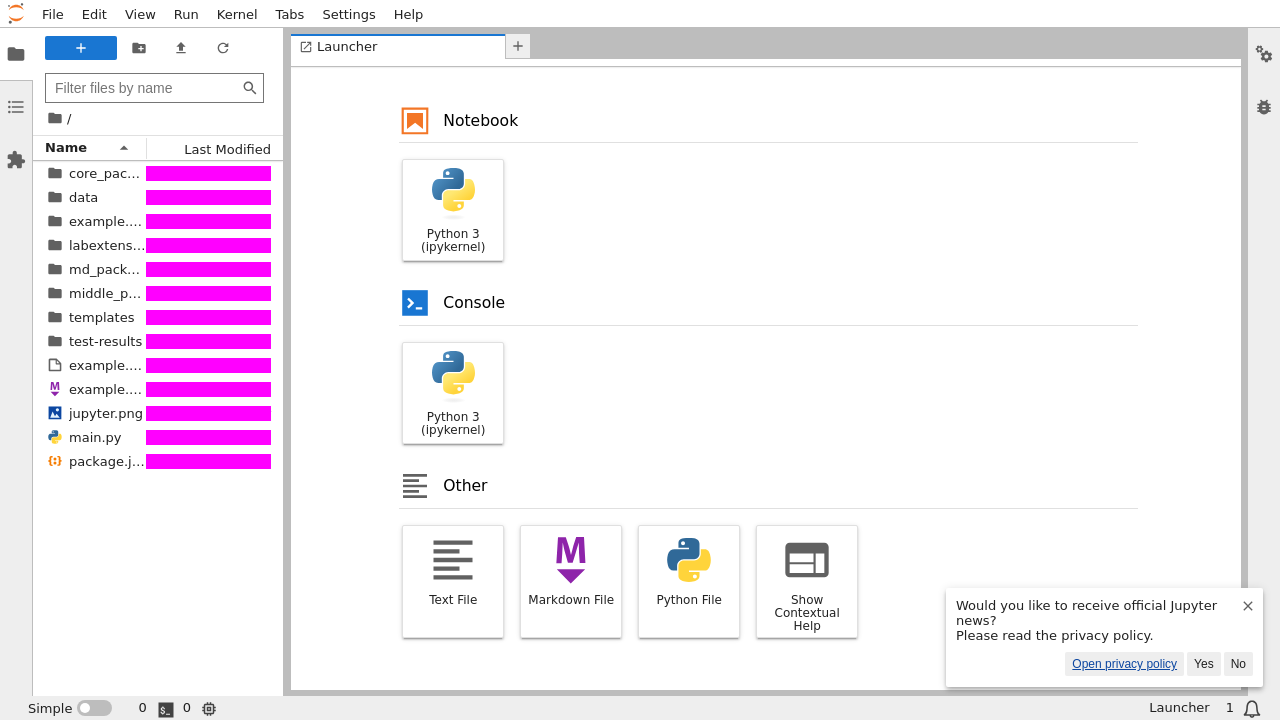 File Edit View Run Kernel Tabs Settings Help
Launcher
Filter files by name
/
Name Last Modified
core_pac...
data
example....
labextens...
md_pack...
middle_p...
templates
test-results
example....
example....
jupyter.png
main.py
package.j...
Notebook
Python 3
(ipykernel)
Console
Python 3
(ipykernel)
Other
Text File
Markdown File
Python File
Show
Contextual
Help
Would you like to receive official Jupyter
news?
Please read the privacy policy.
Open privacy policy Yes No
Simple 0 0 Launcher 1